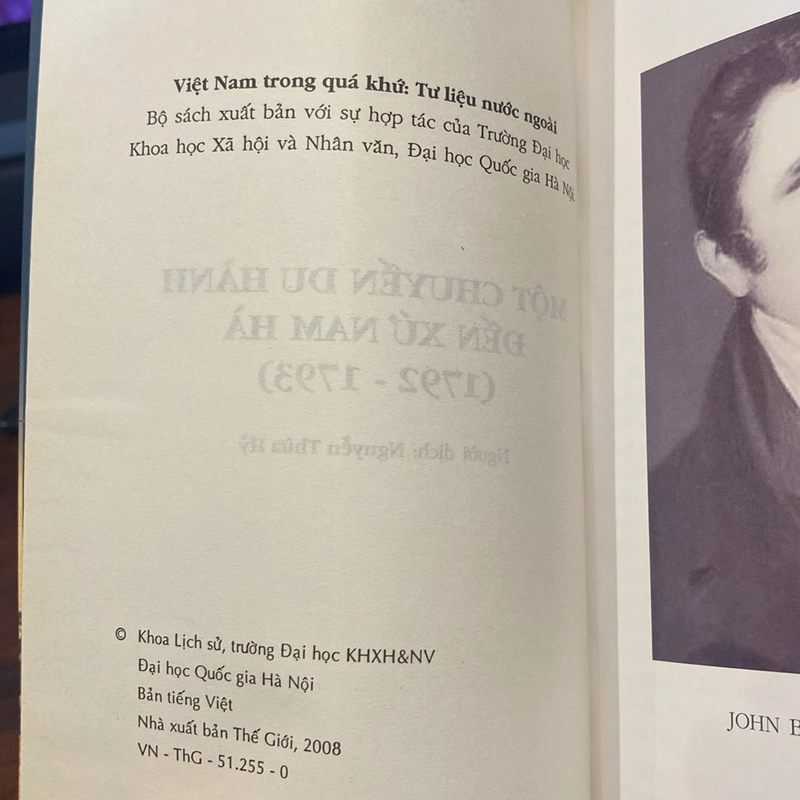 Việt Nam trong quá khứ: Tư liệu nước ngoài
Bộ sách xuất bản với sự hợp tác của Trường Đại học
Khoa học Xã hội và Nhân văn, Đại học Quốc gia Hà Nội.
MỘT CHUYẾN DU HÀNH
ĐẾN XỨ NAM HÀ
(1792 - 1793)
Người dịch: Nguyễn Thừa Hỷ
© Khoa Lịch sử, trường Đại học KHXH&NV
Đại học Quốc gia Hà Nội
Bản tiếng Việt
Nhà xuất bản Thế Giới, 2008
VN - ThG - 51.255 - 0
JOHN B